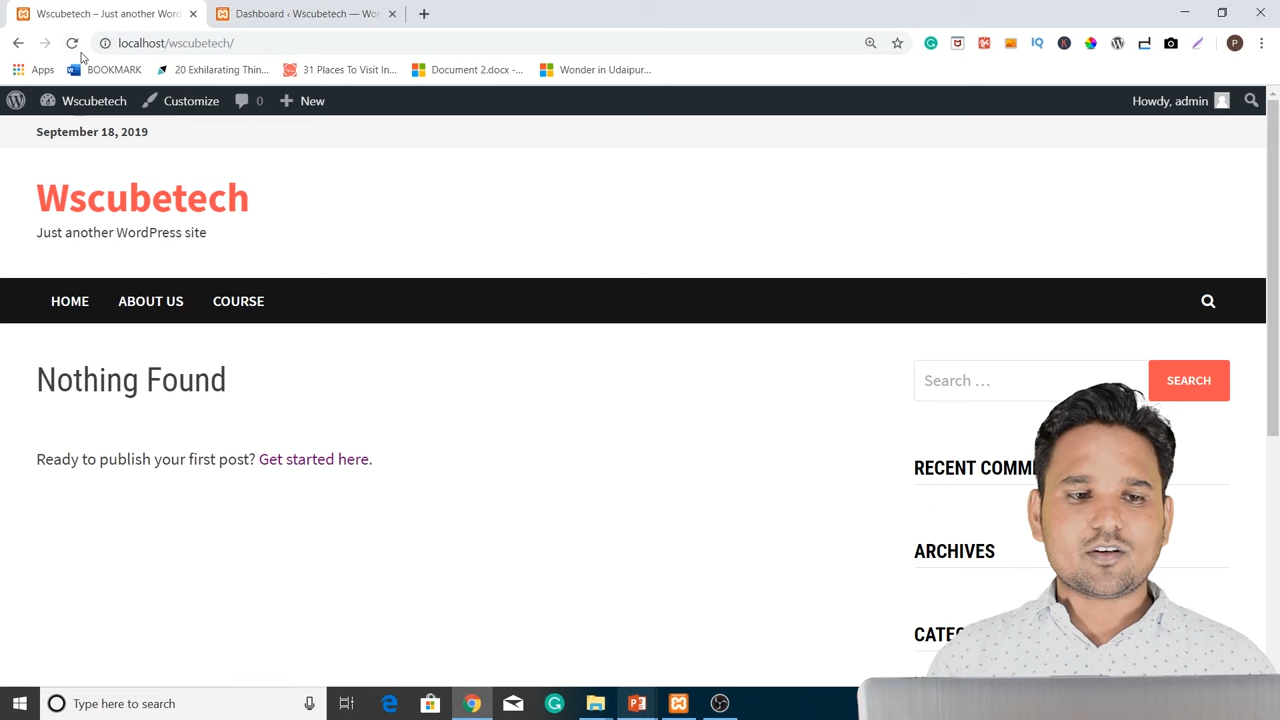 Wscubetech – Just another Word
Dashboard ‹ Wscubetech — Wo
localhost/wscubetech/
Apps
BOOKMARK
20 Exhilarating Thin...
31 Places To Visit In...
Document 2.docx -...
Wonder in Udaipur...
Wscubetech
Customize
0
New
Howdy, admin
September 18, 2019
Wscubetech
Just another WordPress site
HOME
ABOUT US
COURSE
Nothing Found
Search …
SEARCH
Ready to publish your first post? Get started here.
RECENT COMME
ARCHIVES
CATEG
Type here to search